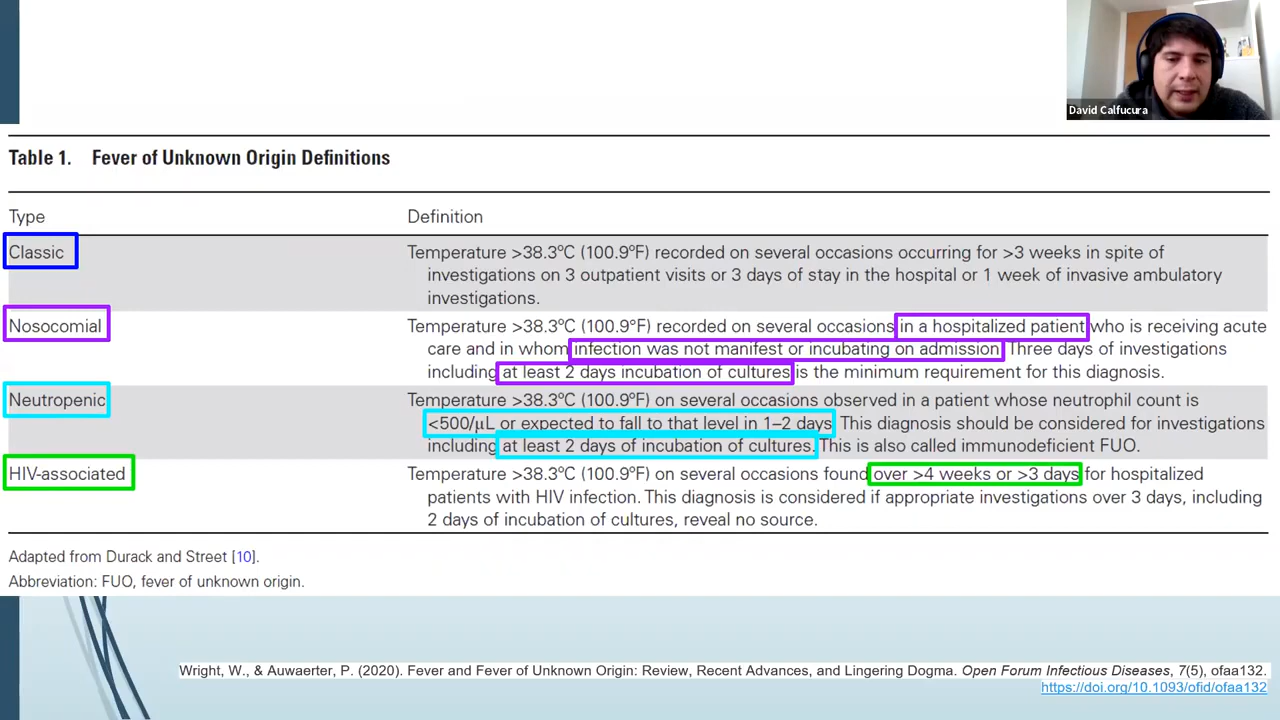 David Calfucura
Table 1. Fever of Unknown Origin Definitions
Type Definition
Classic Temperature >38.3ºC (100.9ºF) recorded on several occasions occurring for >3 weeks in spite of
investigations on 3 outpatient visits or 3 days of stay in the hospital or 1 week of invasive ambulatory
investigations.
Nosocomial Temperature >38.3ºC (100.9°F) recorded on several occasions in a hospitalized patient who is receiving acute
care and in whom infection was not manifest or incubating on admission. Three days of investigations
including at least 2 days incubation of cultures is the minimum requirement for this diagnosis.
Neutropenic Temperature >38.3ºC (100.9ºF) on several occasions observed in a patient whose neutrophil count is
<500/μL or expected to fall to that level in 1–2 days. This diagnosis should be considered for investigations
including at least 2 days of incubation of cultures. This is also called immunodeficient FUO.
HIV-associated Temperature >38.3ºC (100.9ºF) on several occasions found over >4 weeks or >3 days for hospitalized
patients with HIV infection. This diagnosis is considered if appropriate investigations over 3 days, including
2 days of incubation of cultures, reveal no source.
Adapted from Durack and Street [10].
Abbreviation: FUO, fever of unknown origin.
Wright, W., & Auwaerter, P. (2020). Fever and Fever of Unknown Origin: Review, Recent Advances, and Lingering Dogma. Open Forum Infectious Diseases, 7(5), ofaa132.
https://doi.org/10.1093/ofid/ofaa132